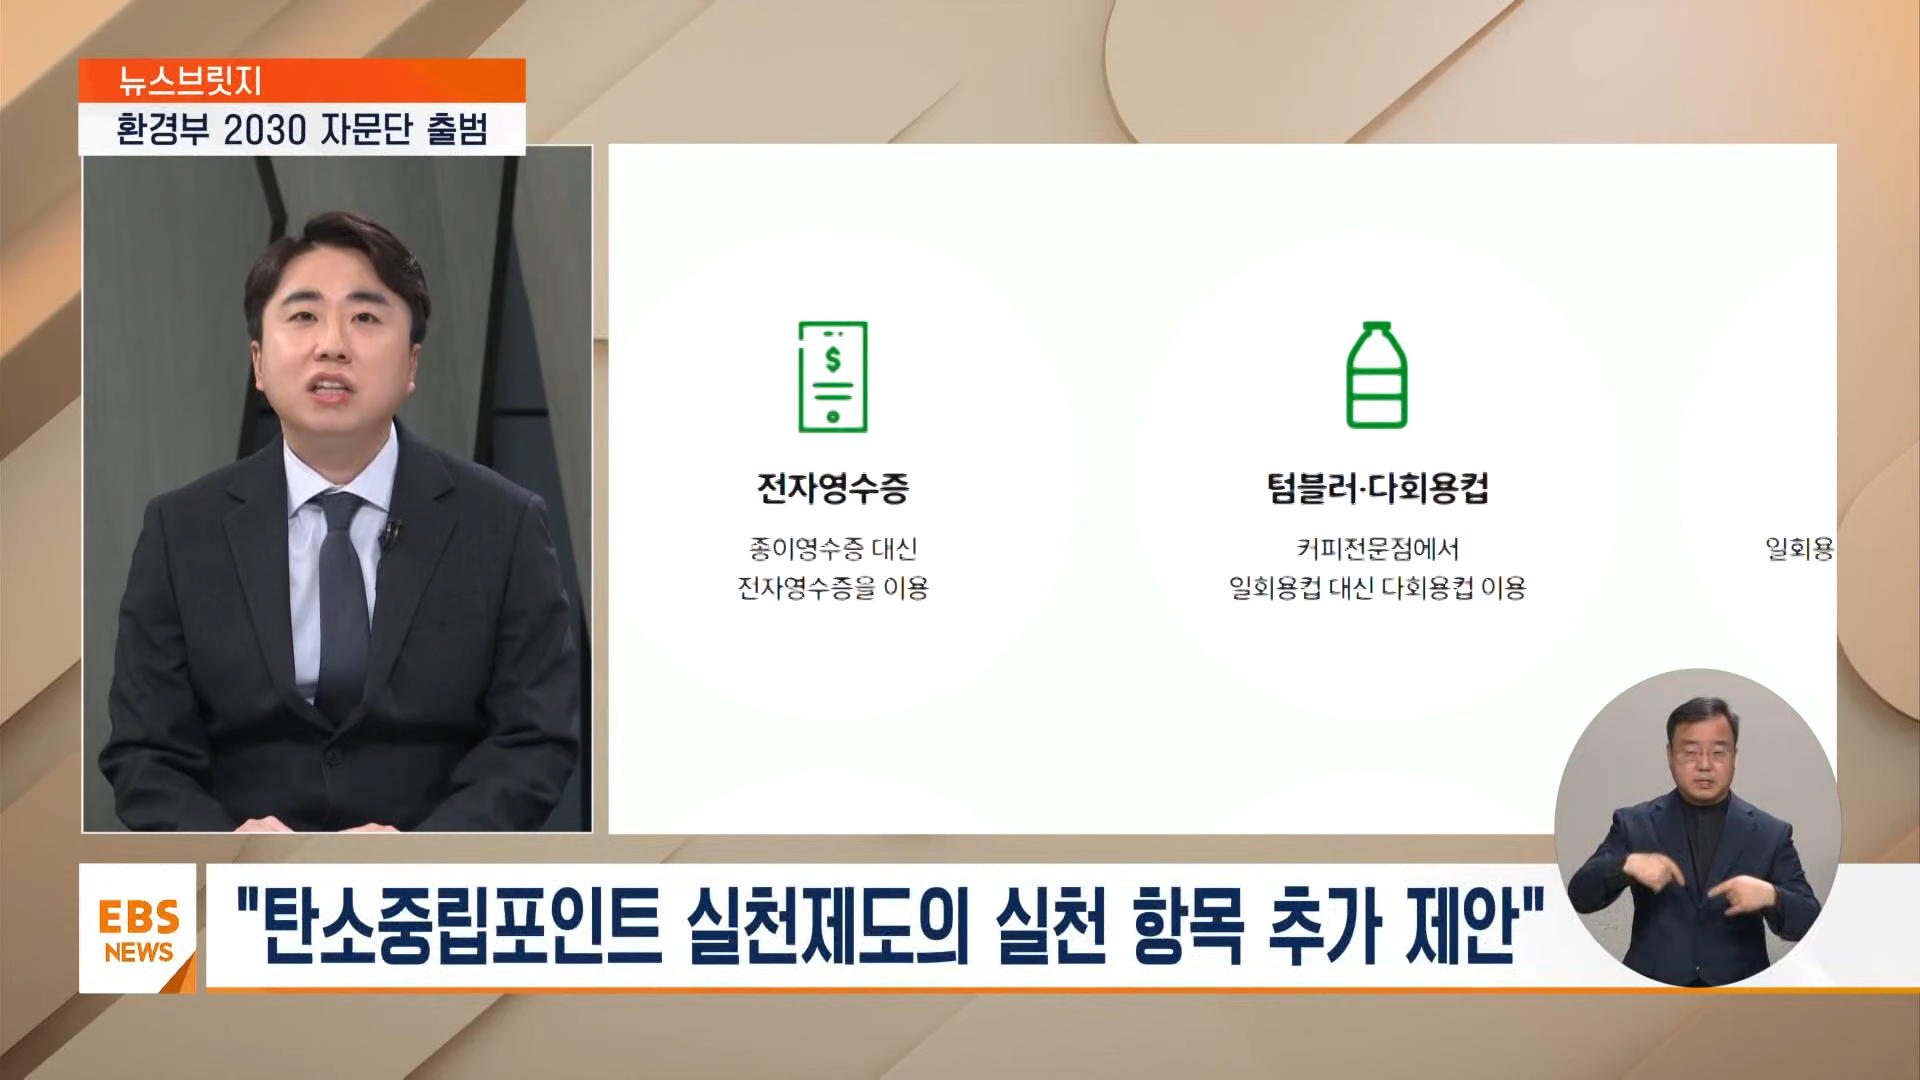 뉴스브릿지
환경부 2030 자문단 출범
$
전자영수증
종이영수증 대신
전자영수증을 이용
텀블러·다회용컵
커피전문점에서
일회용컵 대신 다회용컵 이용
일회용
EBS
NEWS
"탄소중립포인트 실천제도의 실천 항목 추가 제안"